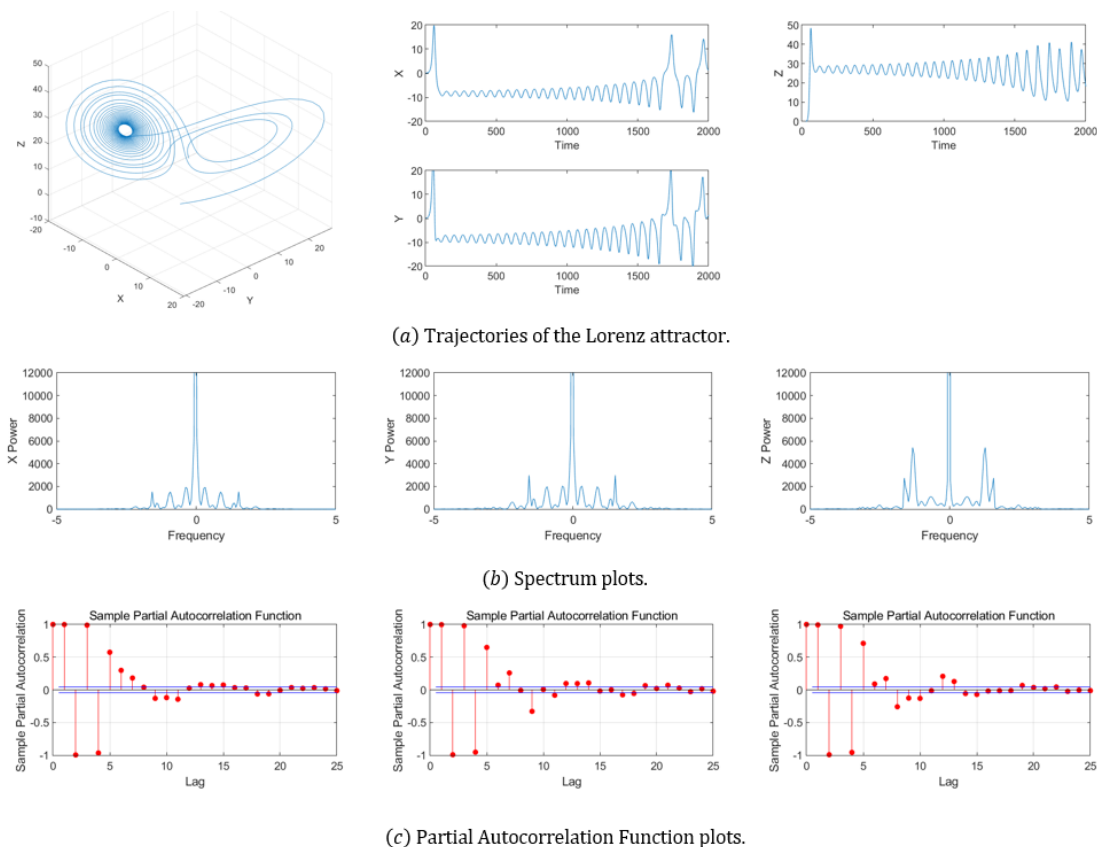 50
40
30
20
10
0
-10
Z
-20
-10
0
10
20
X
-20
-10
0
10
20
Y
20
10
0
-10
-20
X
0 500 1000 1500 2000
Time
50
40
30
20
10
0
Z
0 500 1000 1500 2000
Time
20
10
0
-10
-20
Y
0 500 1000 1500 2000
Time
(a) Trajectories of the Lorenz attractor.
12000
10000
8000
6000
4000
2000
0
X Power
-5 0 5
Frequency
12000
10000
8000
6000
4000
2000
0
Y Power
-5 0 5
Frequency
12000
10000
8000
6000
4000
2000
0
Z Power
-5 0 5
Frequency
(b) Spectrum plots.
Sample Partial Autocorrelation Function
1
0.5
0
-0.5
-1
Sample Partial Autocorrelation
0 5 10 15 20 25
Lag
Sample Partial Autocorrelation Function
1
0.5
0
-0.5
-1
Sample Partial Autocorrelation
0 5 10 15 20 25
Lag
Sample Partial Autocorrelation Function
1
0.5
0
-0.5
-1
Sample Partial Autocorrelation
0 5 10 15 20 25
Lag
(c) Partial Autocorrelation Function plots.